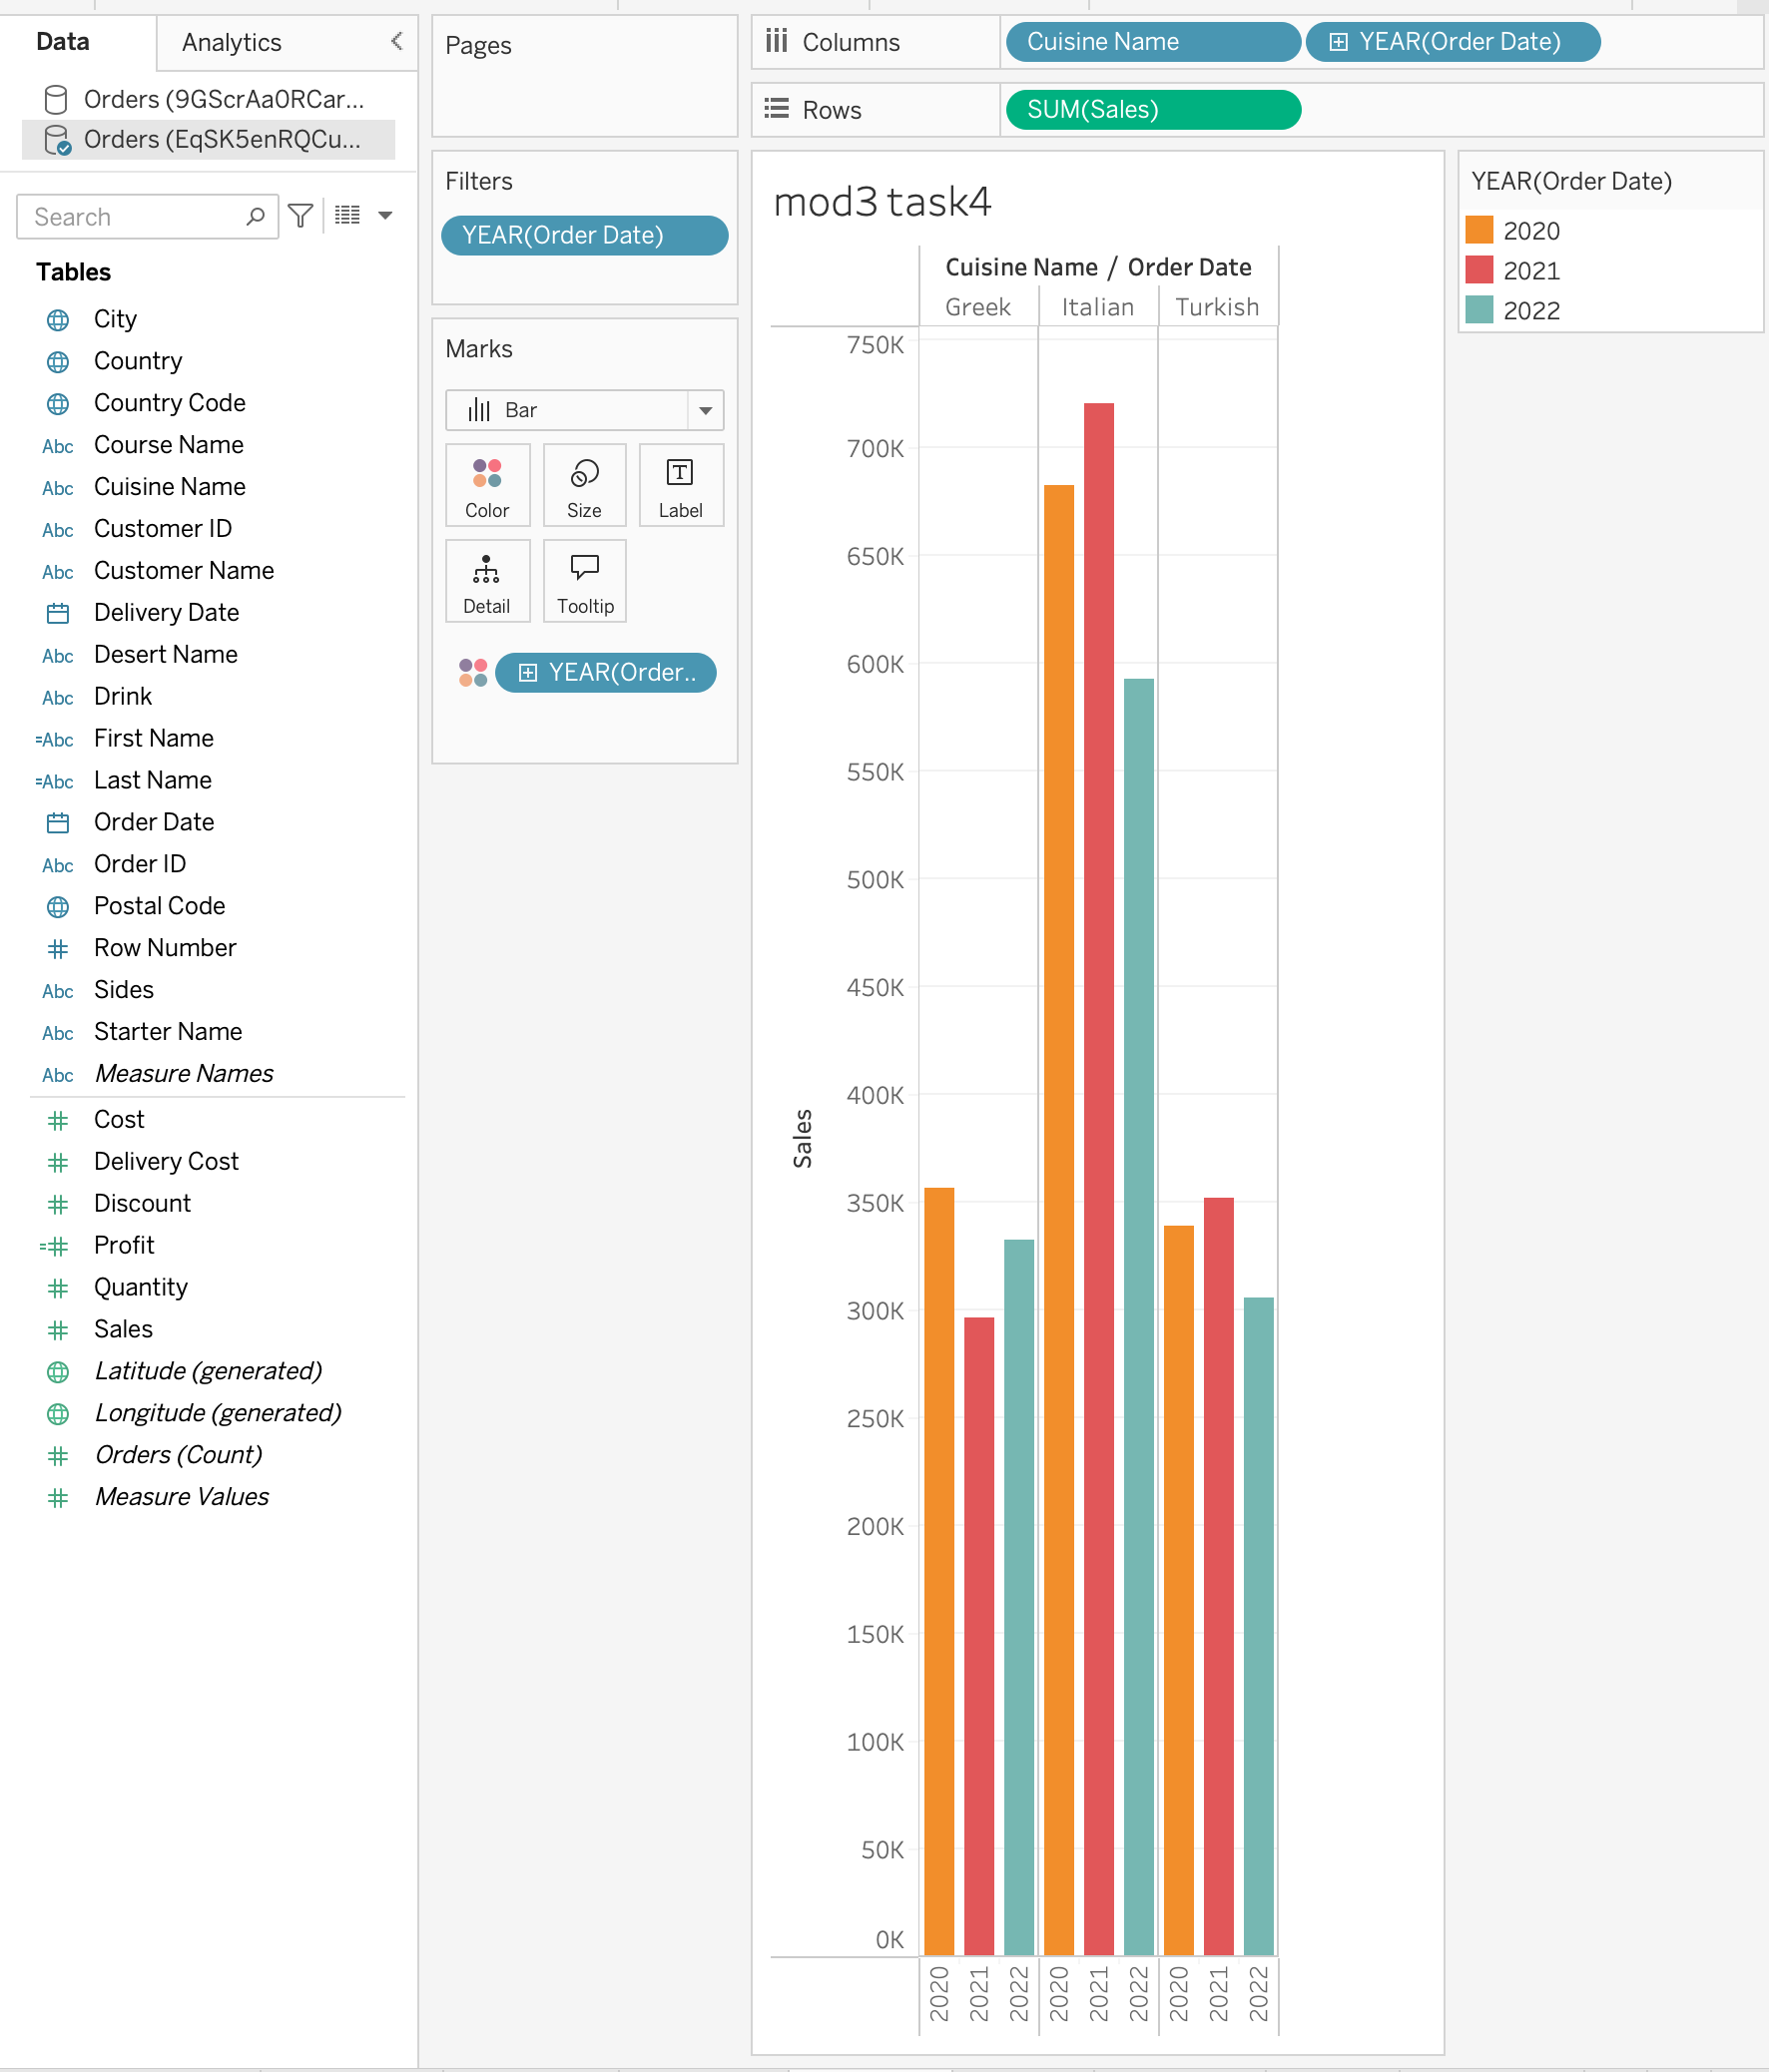 Data
Analytics
Orders (9GScrAa0RCar...
Orders (EqSK5enRQCu...
Search
Tables
City
Country
Country Code
Abc Course Name
Abc Cuisine Name
Abc Customer ID
Abc Customer Name
Delivery Date
Abc Desert Name
Abc Drink
=Abc First Name
=Abc Last Name
Order Date
Abc Order ID
Postal Code
# Row Number
Abc Sides
Abc Starter Name
Abc Measure Names
# Cost
# Delivery Cost
# Discount
=# Profit
# Quantity
# Sales
Latitude (generated)
Longitude (generated)
# Orders (Count)
# Measure Values
Pages
Filters
YEAR(Order Date)
Marks
Bar
Color Size Label
Detail Tooltip
YEAR(Order..
Columns Cuisine Name YEAR(Order Date)
Rows SUM(Sales)
mod3 task4
Cuisine Name / Order Date
Greek Italian Turkish
750K
700K
650K
600K
550K
500K
450K
400K
350K
300K
250K
200K
150K
100K
50K
0K
Sales
2020 2021 2022 2020 2021 2022 2020 2021 2022
YEAR(Order Date)
2020
2021
2022